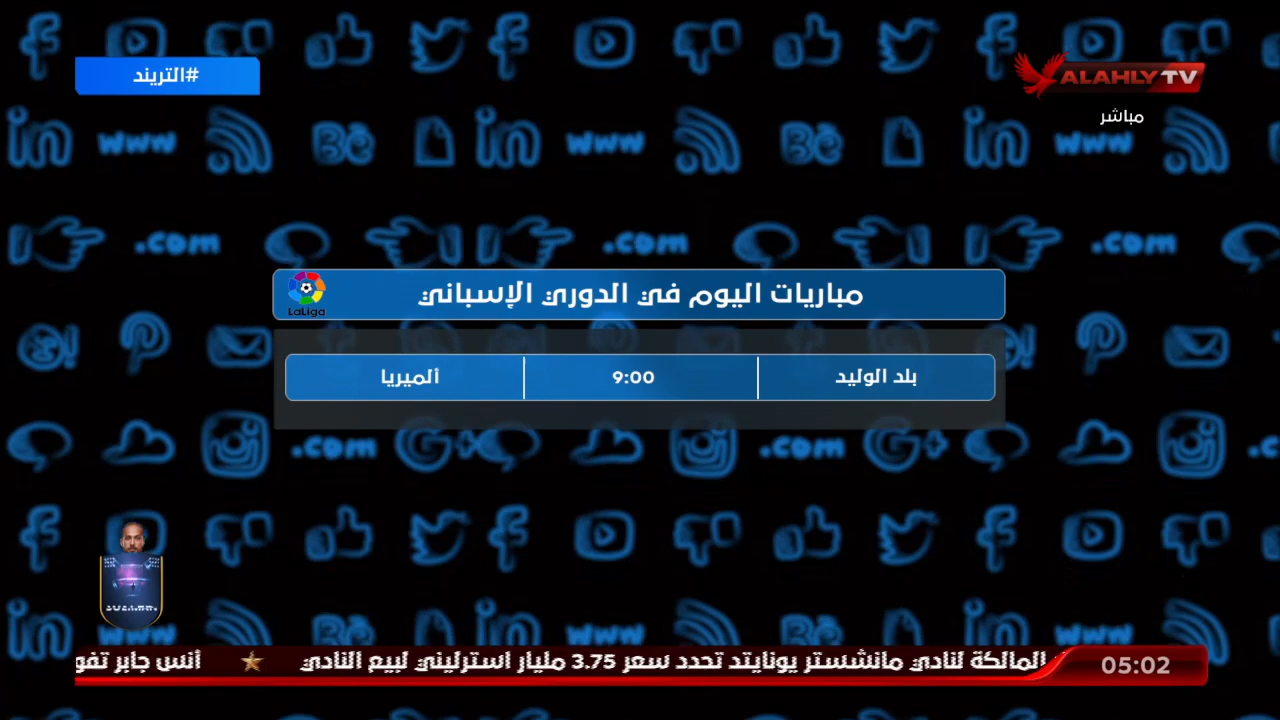 #التريند
ALAHLY TV
مباشر
مباريات اليوم في الدوري الإسباني
LaLiga
بلد الوليد
9:00
ألميريا
المالكة لنادي مانشستر يونايتد تحدد سعر 3.75 مليار استرليني لبيع النادي
أنس جابر تفو
05:02